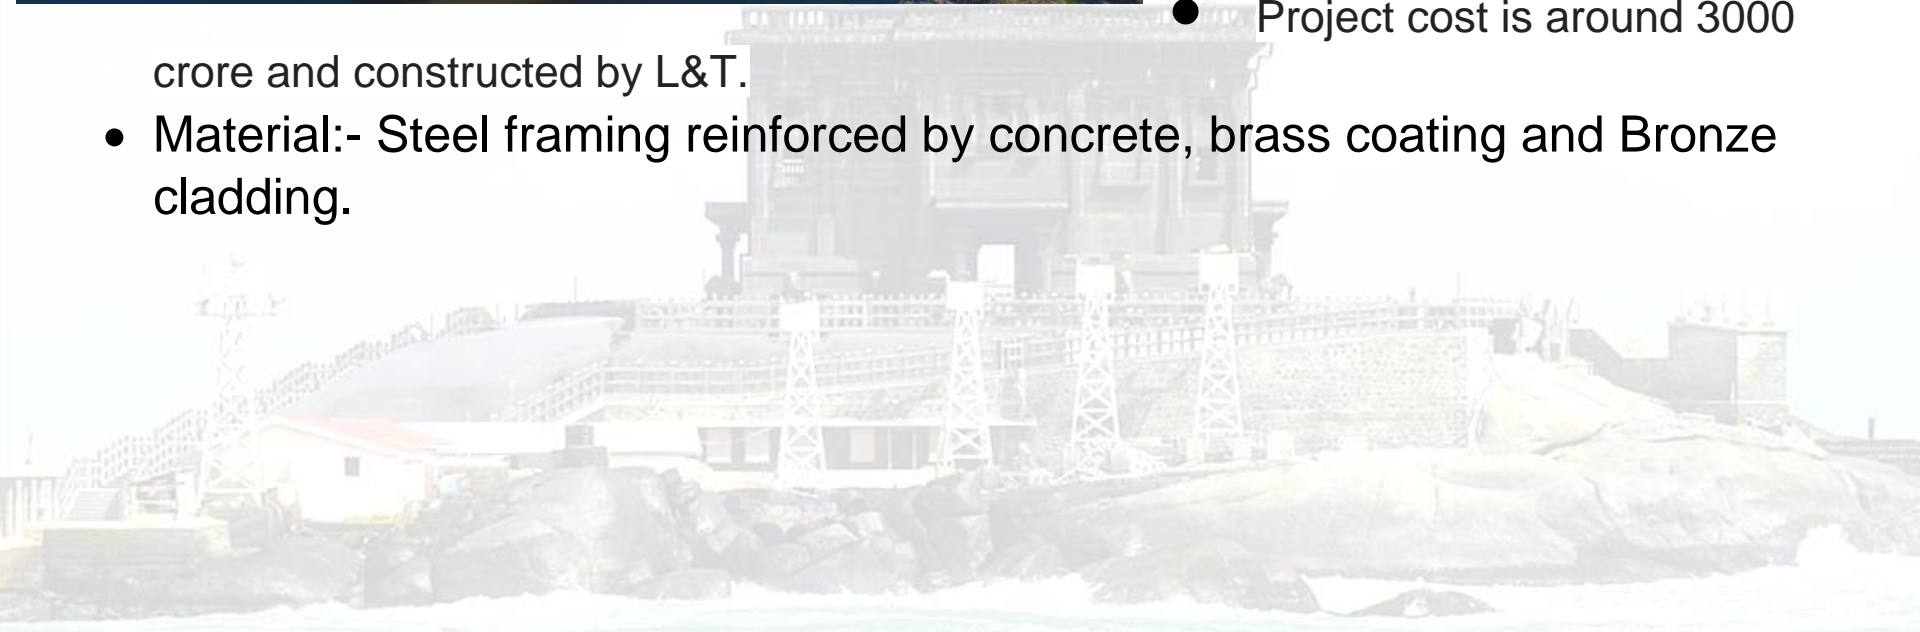 ● Project cost is around 3000
crore and constructed by L&T.
● Material:- Steel framing reinforced by concrete, brass coating and Bronze
cladding.